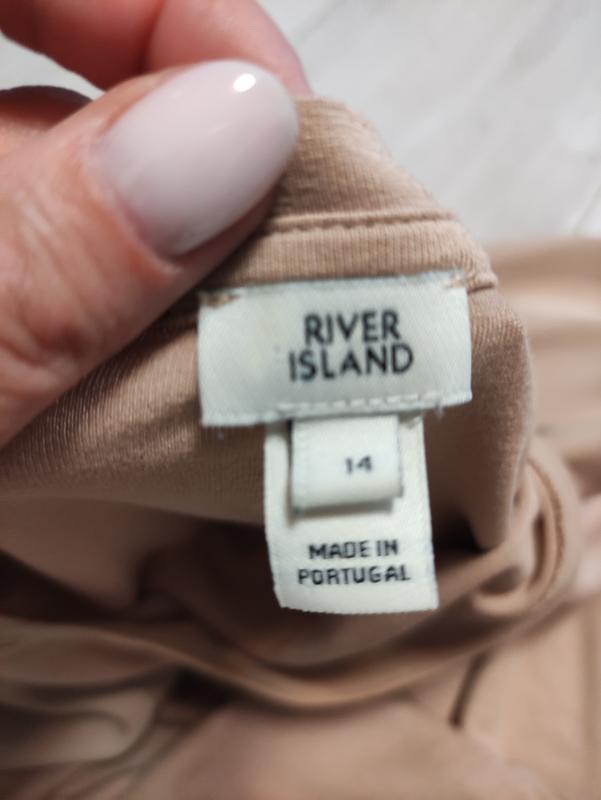 RIVER
ISLAND
14
MADE IN
PORTUGAL